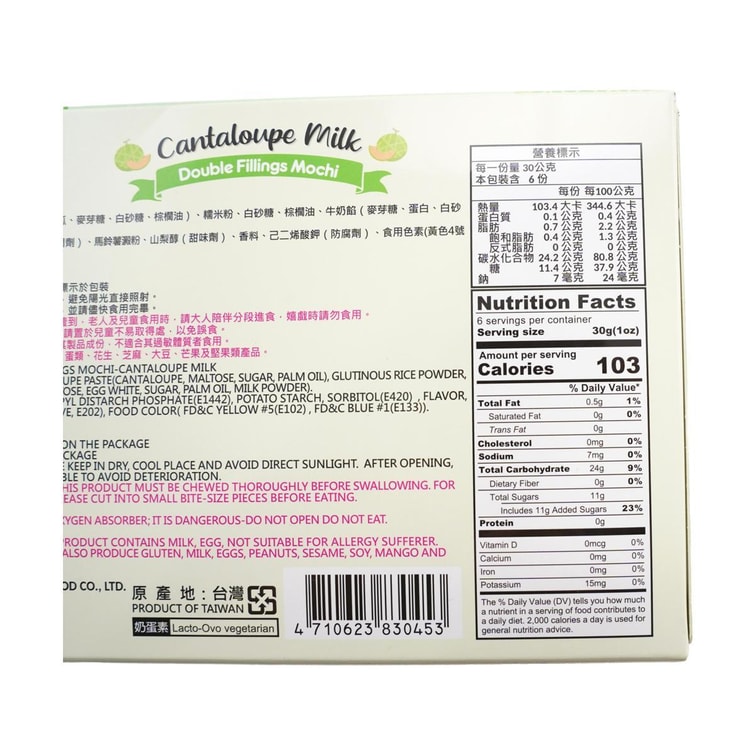 Cantaloupe Milk
Double Fillings Mochi
、麥芽糖、白砂糖、棕櫚油)、糯米粉、白砂糖、棕櫚油、牛奶餡(麥芽糖、蛋白、白砂
劑)、馬鈴薯澱粉、山梨醇(甜味劑)、香料、己二烯酸鉀(防腐劑)、食用色素(黃色4號
標示於包裝
避免陽光直接照射。
並請儘快食用完畢。
老人及兒童食用時,請大人陪伴分段進食,嬉戲時請勿食用。
請置於兒童不易取得處,以免誤食。
其製品成份,不適合其過敏體質者食用。
蛋類、花生、芝麻、大豆、芒果及堅果類產品。
GS MOCHI-CANTALOUPE MILK
UPE PASTE(CANTALOUPE, MALTOSE, SUGAR, PALM OIL), GLUTINOUS RICE POWDER,
OSE, EGG WHITE, SUGAR, PALM OIL, MILK POWDER).
PYL DISTARCH PHOSPHATE(E1442), POTATO STARCH, SORBITOL(E420) , FLAVOR,
VE, E202), FOOD COLOR( FD&C YELLOW #5(E102) , FD&C BLUE #1(E133)).
ON THE PACKAGE
CKAGE
E KEEP IN DRY, COOL PLACE AND AVOID DIRECT SUNLIGHT. AFTER OPENING,
BLE TO AVOID DETERIORATION.
HIS PRODUCT MUST BE CHEWED THOROUGHLY BEFORE SWALLOWING. FOR
EASE CUT INTO SMALL BITE-SIZE PIECES BEFORE EATING.
XYGEN ABSORBER; IT IS DANGEROUS-DO NOT OPEN DO NOT EAT.
PRODUCT CONTAINS MILK, EGG, NOT SUITABLE FOR ALLERGY SUFFERER.
ALSO PRODUCE GLUTEN, MILK, EGGS, PEANUTS, SESAME, SOY, MANGO AND
OD CO., LTD.
原產地:台灣
PRODUCT OF TAIWAN
奶蛋素 Lacto-Ovo vegetarian
4 710623 830453
營養標示
每一份量 30公克
本包裝含 6 份
每份 每100公克
熱量 103.4 大卡 344.6 大卡
蛋白質 0.1 公克 0.4 公克
脂肪 0.7 公克 2.2 公克
飽和脂肪 0.4 公克 1.3 公克
反式脂肪 0 公克 0 公克
碳水化合物 24.2 公克 80.8 公克
糖 11.4 公克 37.9 公克
鈉 7 毫克 24 毫克
Nutrition Facts
6 servings per container
Serving size 30g(1oz)
Amount per serving
Calories 103
% Daily Value*
Total Fat 0.5g 1%
Saturated Fat 0g 0%
Trans Fat 0g
Cholesterol 0mg 0%
Sodium 7mg 0%
Total Carbohydrate 24g 9%
Dietary Fiber 0g 0%
Total Sugars 11g
Includes 11g Added Sugars 23%
Protein 0g
Vitamin D 0mcg 0%
Calcium 0mg 0%
Iron 0mg 0%
Potassium 15mg 0%
* The % Daily Value (DV) tells you how much
a nutrient in a serving of food contributes to
a daily diet. 2,000 calories a day is used for
general nutrition advice.